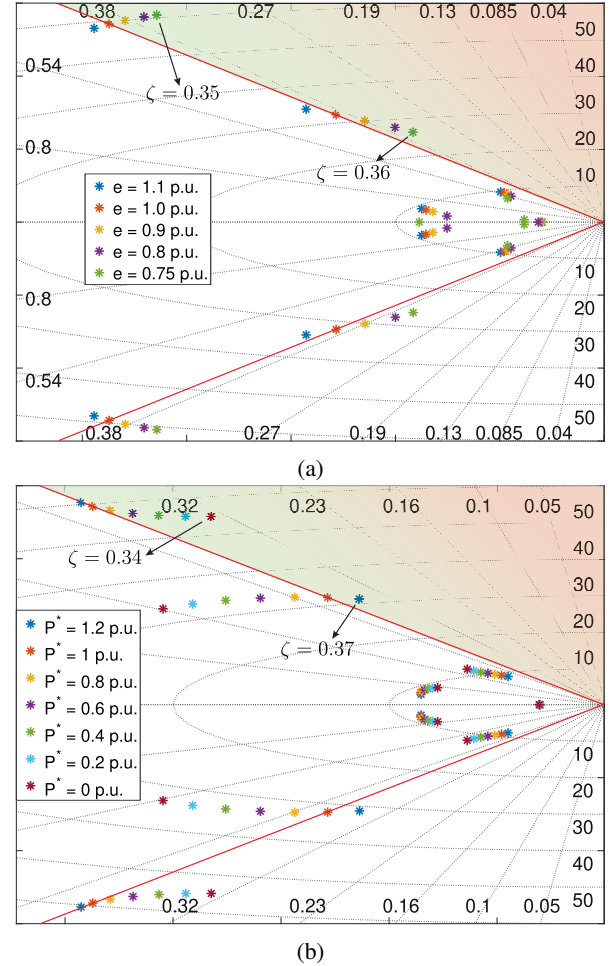 0.38 0.27 0.19 0.13 0.085 0.04
50
0.54
40
ζ = 0.35
30
0.8
20
ζ = 0.36
10
e = 1.1 p.u.
e = 1.0 p.u.
e = 0.9 p.u.
e = 0.8 p.u.
e = 0.75 p.u.
10
0.8
20
30
0.54
40
50
0.38 0.27 0.19 0.13 0.085 0.04
(a)
0.32 0.23 0.16 0.1 0.05
50
40
ζ = 0.34
30
20
ζ = 0.37
10
P* = 1.2 p.u.
P* = 1 p.u.
P* = 0.8 p.u.
P* = 0.6 p.u.
P* = 0.4 p.u.
P* = 0.2 p.u.
P* = 0 p.u.
10
20
30
40
50
0.32 0.23 0.16 0.1 0.05
(b)